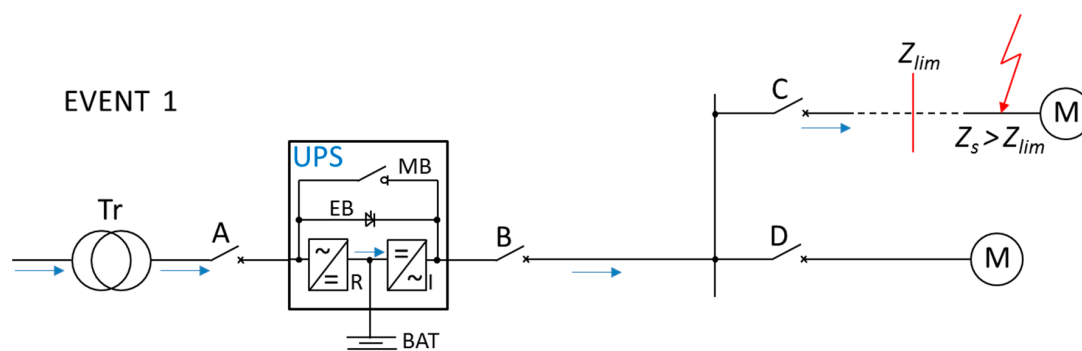 EVENT 1
Tr
A
UPS
MB
EB
~
=
R
=
~
I
BAT
B
C
Zlim
Zs > Zlim
M
D
M